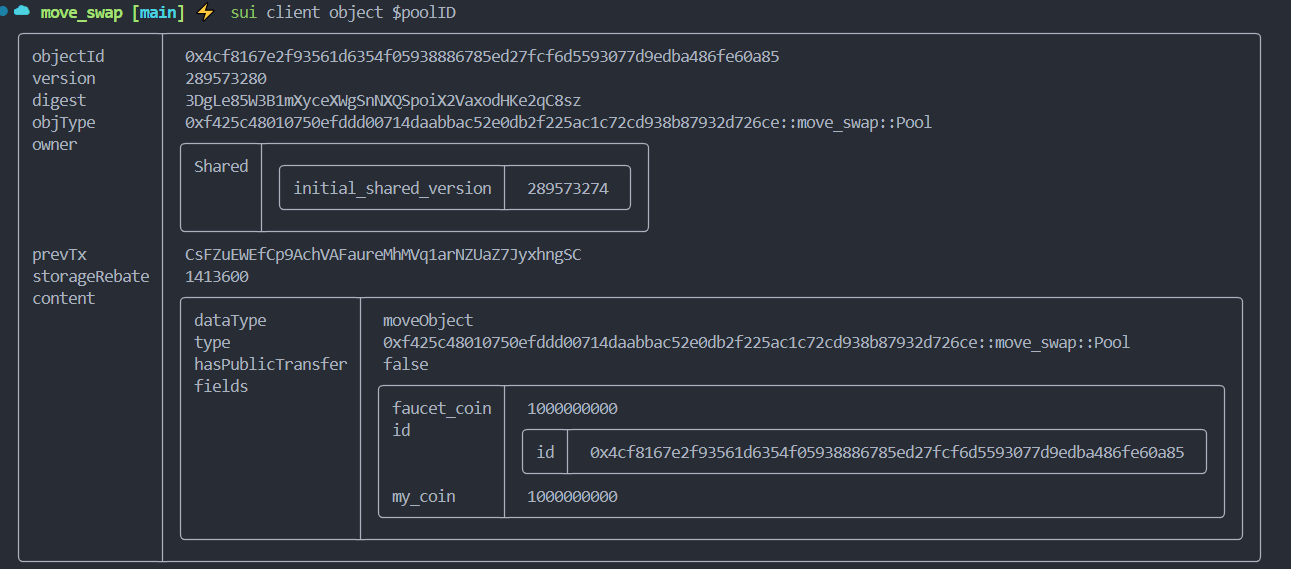 move_swap [main] ⚡ sui client object $poolID
objectId 0x4cf8167e2f93561d6354f05938886785ed27fcf6d5593077d9edba486fe60a85
version 289573280
digest 3DgLe85W3B1mXyceXWgSnNXQSpoiX2VaxodHKe2qC8sz
objType 0xf425c48010750efddd00714daabbac52e0db2f225ac1c72cd938b87932d726ce::move_swap::Pool
owner
Shared
initial_shared_version 289573274
prevTx CsFZuEWEfCp9AchVAFaureMhMVq1arNZUaZ7JyxhngSC
storageRebate 1413600
content
dataType moveObject
type 0xf425c48010750efddd00714daabbac52e0db2f225ac1c72cd938b87932d726ce::move_swap::Pool
hasPublicTransfer false
fields
faucet_coin 1000000000
id
id 0x4cf8167e2f93561d6354f05938886785ed27fcf6d5593077d9edba486fe60a85
my_coin 1000000000